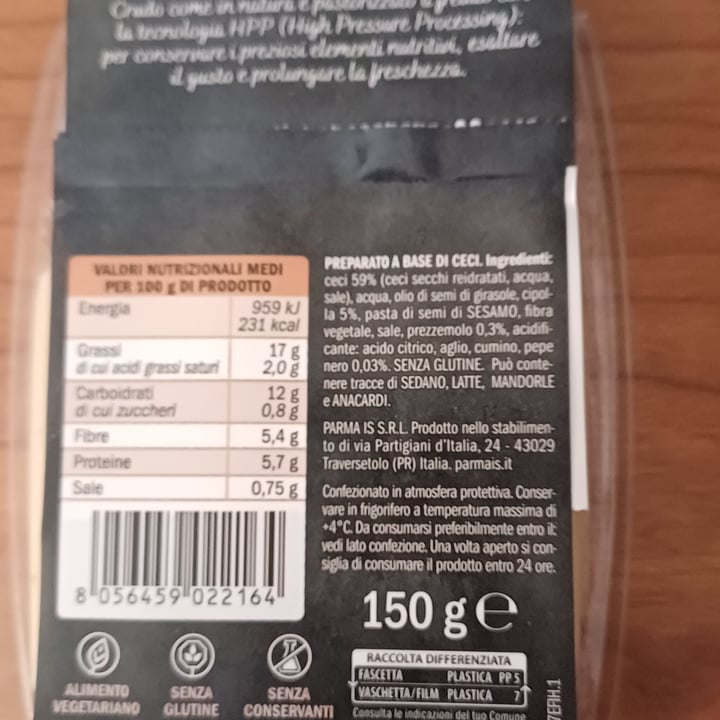 Crudo come in natura e pastorizzato a freddo con
la tecnologia HPP (High Pressure Processing):
per conservare i preziosi elementi nutritivi, esaltare
il gusto e prolungare la freschezza.
VALORI NUTRIZIONALI MEDI
PER 100 g DI PRODOTTO
Energia 959 kJ
231 kcal
Grassi 17 g
di cui acidi grassi saturi 2,0 g
Carboidrati 12 g
di cui zuccheri 0,8 g
Fibre 5,4 g
Proteine 5,7 g
Sale 0,75 g
8 056459 022164
ALIMENTO
VEGETARIANO
SENZA
GLUTINE
SENZA
CONSERVANTI
PREPARATO A BASE DI CECI. Ingredienti:
ceci 59% (ceci secchi reidratati, acqua,
sale), acqua, olio di semi di girasole, cipol-
la 5%, pasta di semi di SESAMO, fibra
vegetale, sale, prezzemolo 0,3%, acidifi-
cante: acido citrico, aglio, cumino, pepe
nero 0,03%. SENZA GLUTINE. Può conte-
nere tracce di SEDANO, LATTE, MANDORLE
e ANACARDI.
PARMA IS S.R.L. Prodotto nello stabilimen-
to di via Partigiani d'Italia, 24 - 43029
Traversetolo (PR) Italia. parmais.it
Confezionato in atmosfera protettiva. Conser-
vare in frigorifero a temperatura massima di
+4°C. Da consumarsi preferibilmente entro il:
vedi lato confezione. Una volta aperto si con-
siglia di consumare il prodotto entro 24 ore.
150 g e
RACCOLTA DIFFERENZIATA
FASCETTA PLASTICA PP 5
VASCHETTA/FILM PLASTICA 7
Consulta le indicazioni del tuo Comune